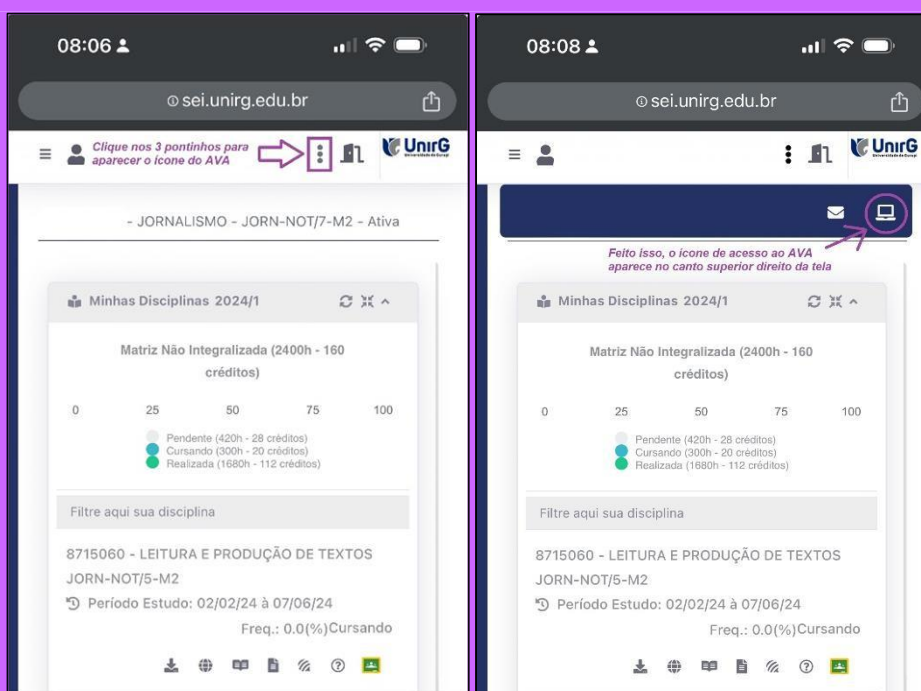 08:06
sei.unirg.edu.br
Clique nos 3 pontinhos para
aparecer o ícone do AVA
UnirG
- JORNALISMO - JORN-NOT/7-M2 - Ativa
Minhas Disciplinas 2024/1
Matriz Não Integralizada (2400h - 160
créditos)
0 25 50 75 100
Pendente (420h - 28 créditos)
Cursando (300h - 20 créditos)
Realizada (1680h - 112 créditos)
Filtre aqui sua disciplina
8715060 - LEITURA E PRODUÇÃO DE TEXTOS
JORN-NOT/5-M2
Período Estudo: 02/02/24 à 07/06/24
Freq.: 0.0(%)Cursando
08:08
sei.unirg.edu.br
UnirG
Feito isso, o ícone de acesso ao AVA
aparece no canto superior direito da tela
Minhas Disciplinas 2024/1
Matriz Não Integralizada (2400h - 160
créditos)
0 25 50 75 100
Pendente (420h - 28 créditos)
Cursando (300h - 20 créditos)
Realizada (1680h - 112 créditos)
Filtre aqui sua disciplina
8715060 - LEITURA E PRODUÇÃO DE TEXTOS
JORN-NOT/5-M2
Período Estudo: 02/02/24 à 07/06/24
Freq.: 0.0(%)Cursando